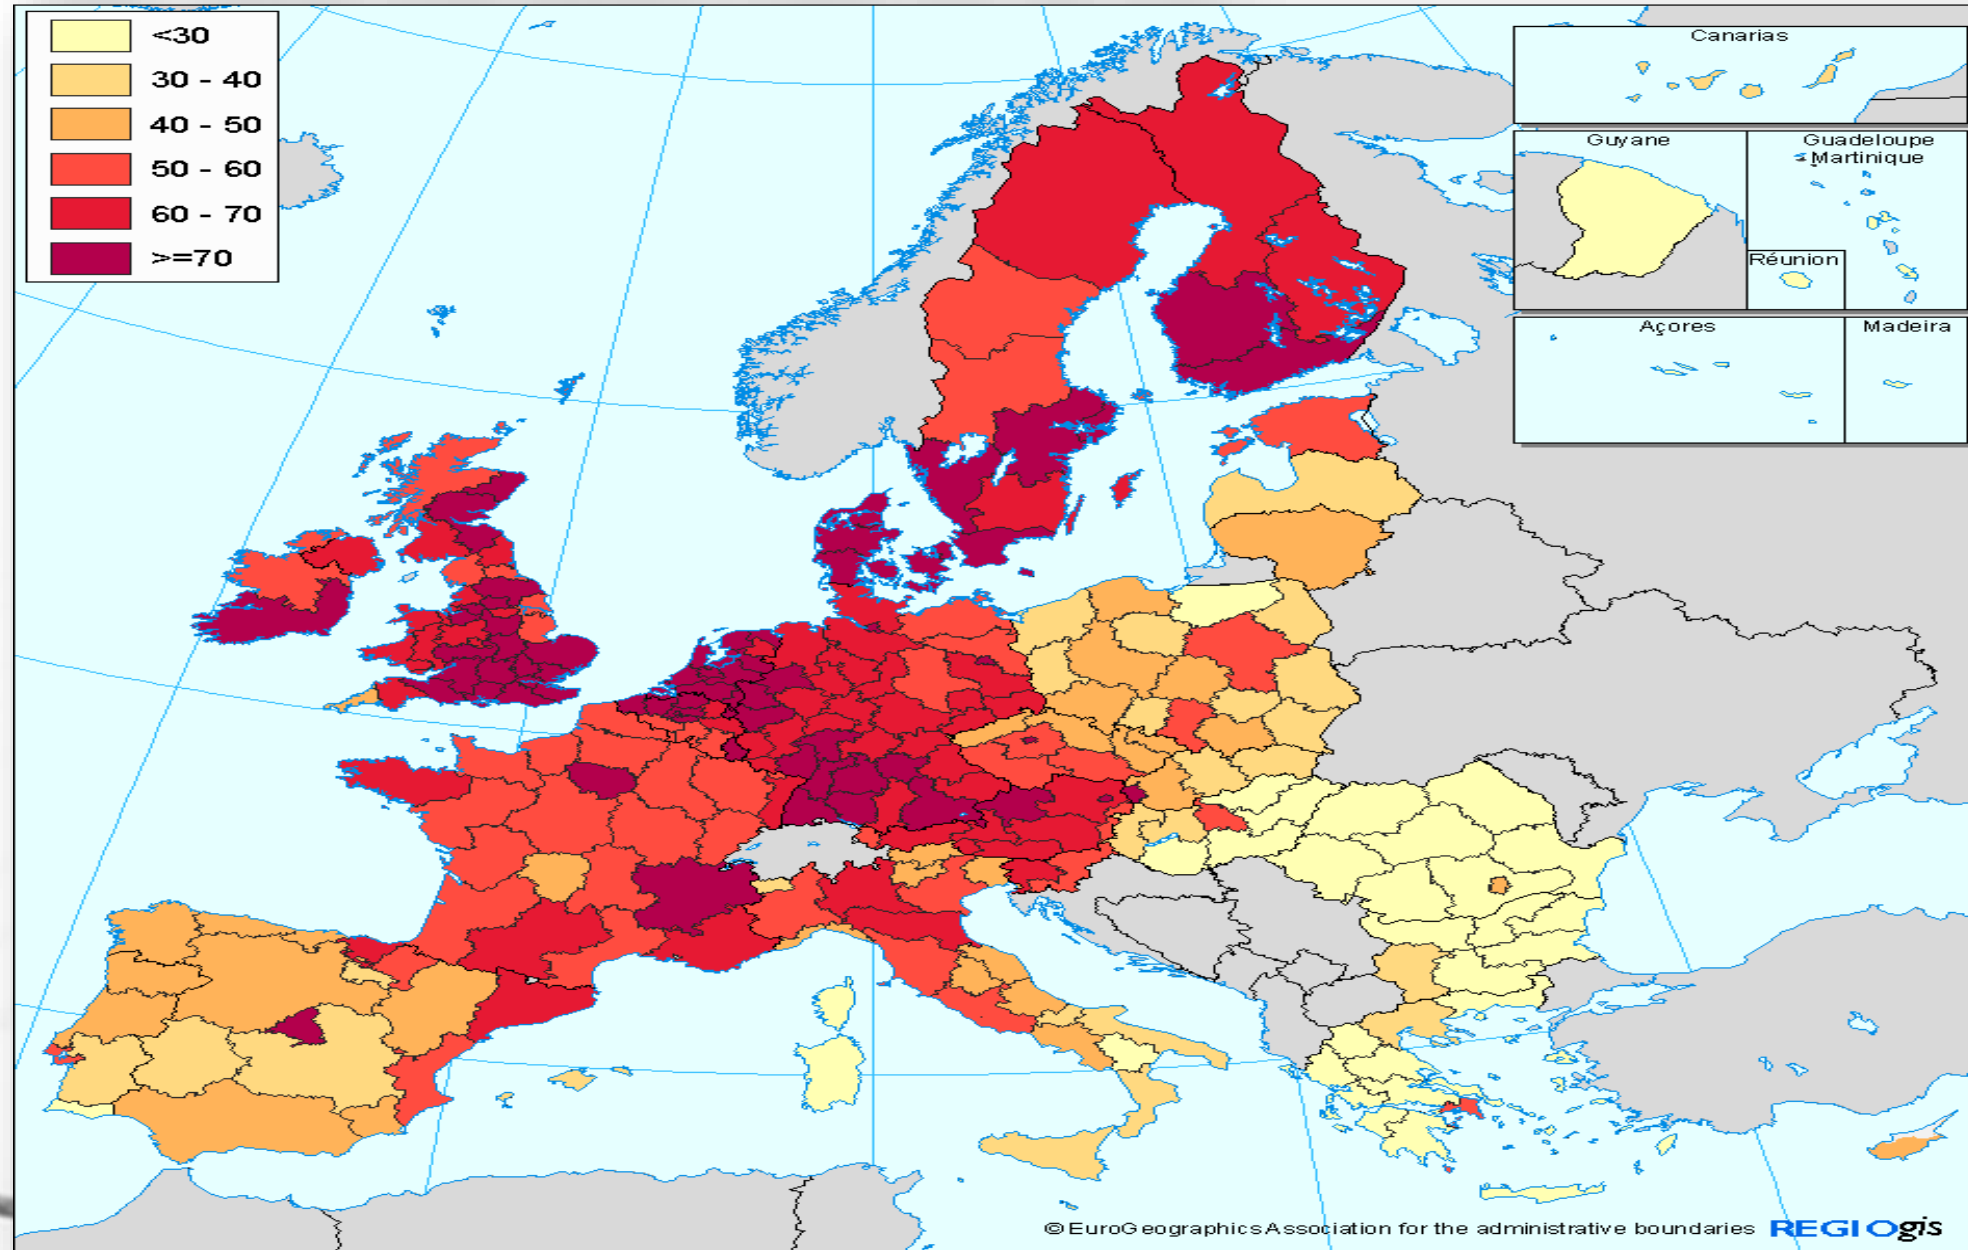 <30
30 - 40
40 - 50
50 - 60
60 - 70
>=70
Canarias
Guyane
Guadeloupe
Martinique
Réunion
Açores
Madeira
© EuroGeographics Association for the administrative boundaries REGIOgis